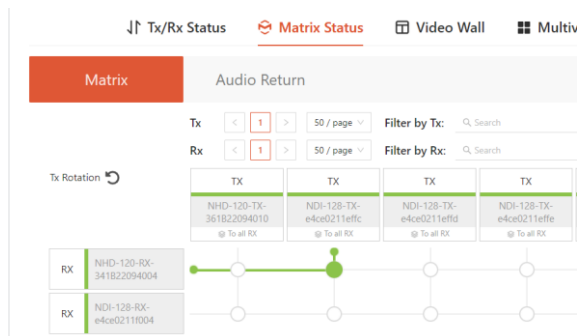 Tx/Rx Status Matrix Status Video Wall Multiv
Matrix Audio Return
Tx < 1 > 50 / page Filter by Tx: Search
Rx < 1 > 50 / page Filter by Rx: Search
Tx Rotation
TX TX TX TX
NHD-120-TX- NDI-128-TX- NDI-128-TX- NDI-128-TX-
361B22094010 e4ce0211effc e4ce0211effd e4ce0211effe
To all RX To all RX To all RX To all RX
RX NHD-120-RX-
341B22094004
RX NDI-128-RX-
e4ce0211f004